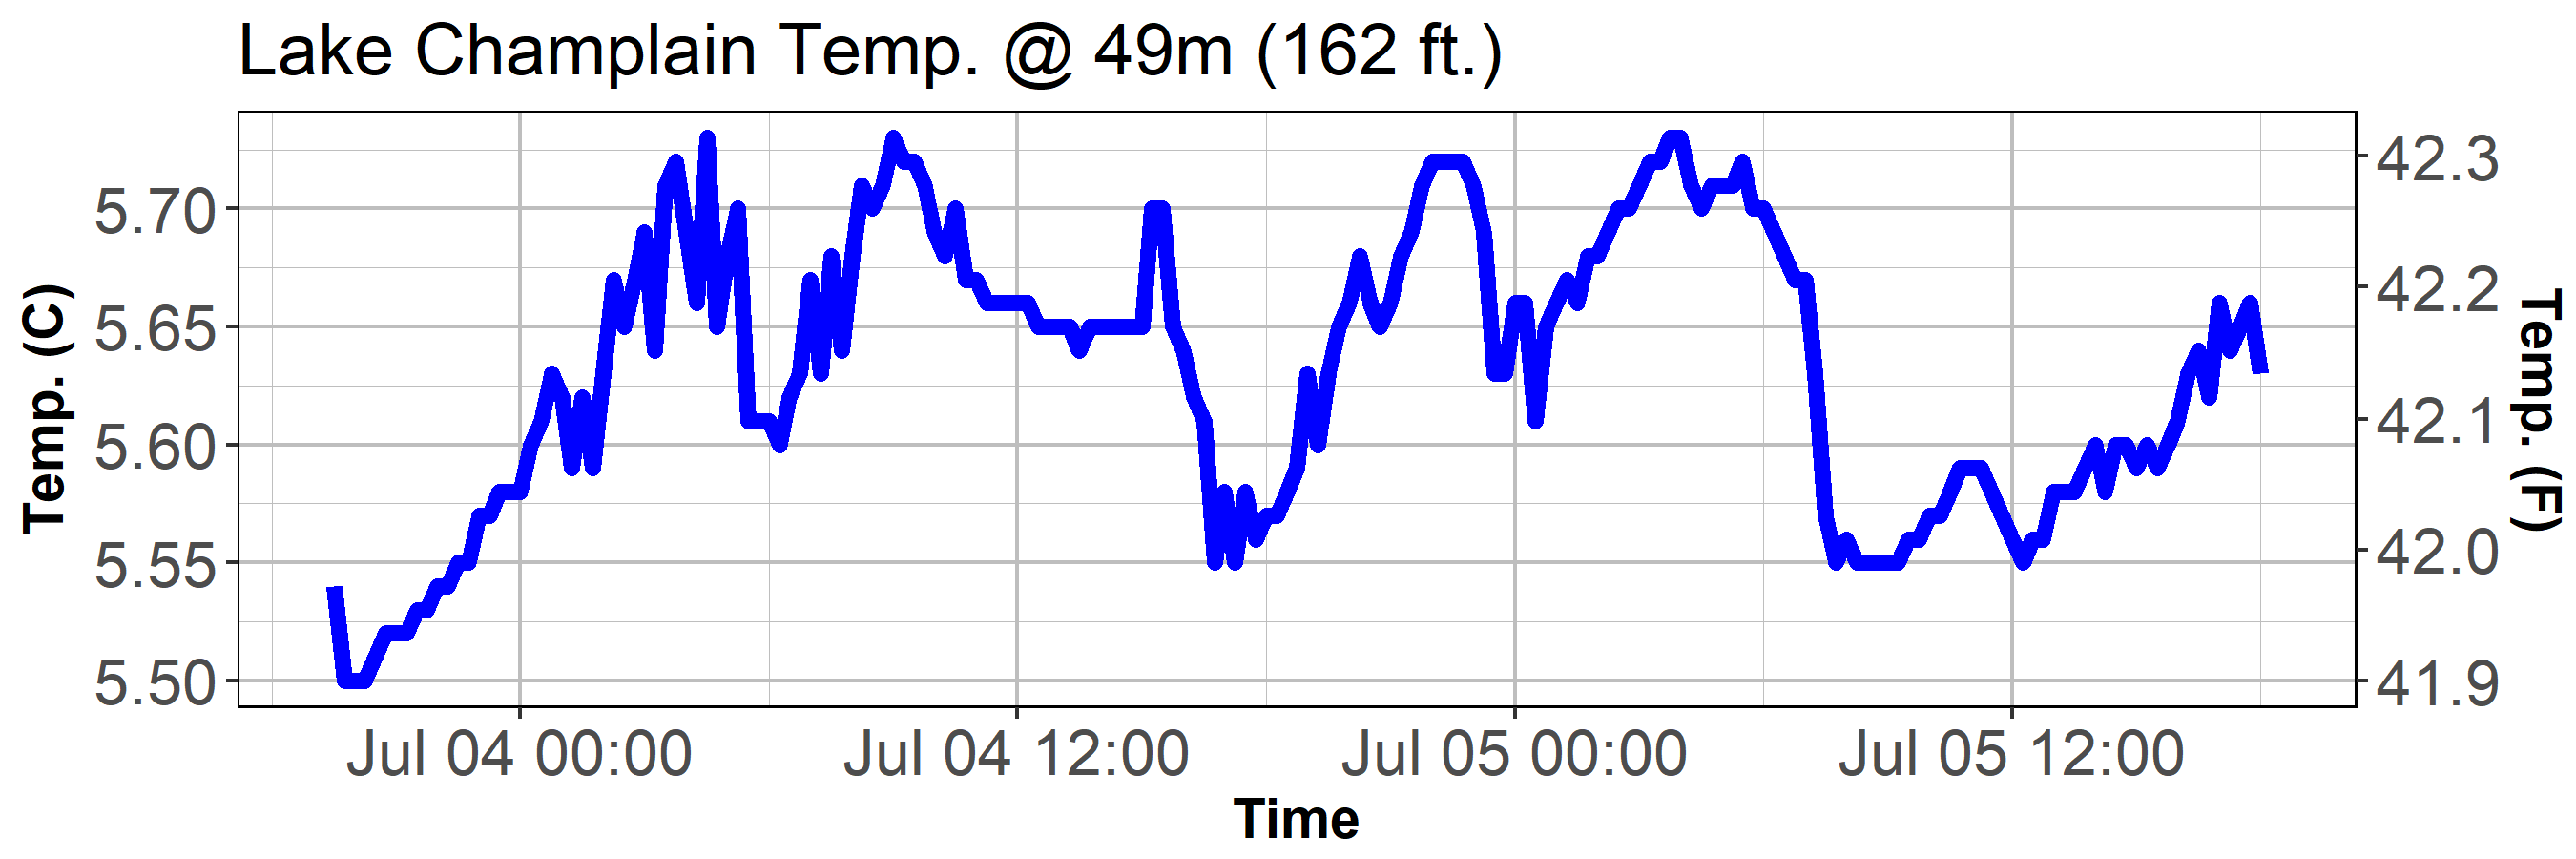 Lake Champlain Temp. @ 49m (162 ft.)
Temp. (C)
5.70
5.65
5.60
5.55
5.50
42.3
42.2
42.1
42.0
41.9
Temp. (F)
Jul 04 00:00
Jul 04 12:00
Jul 05 00:00
Jul 05 12:00
Time